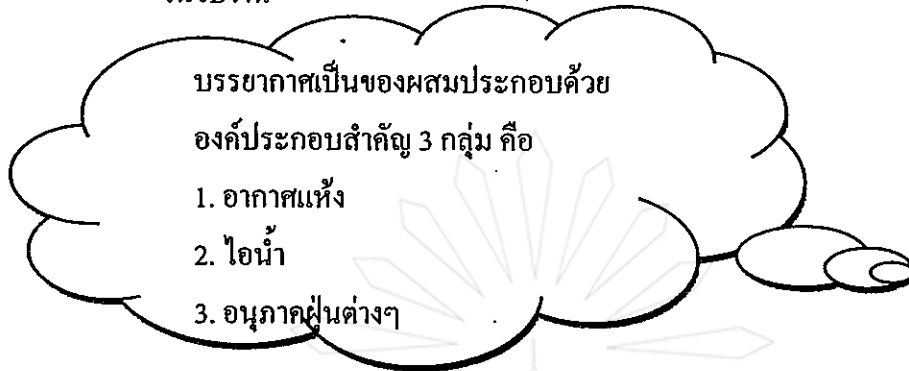 บรรยากาศเป็นของผสมประกอบด้วย
องค์ประกอบสำคัญ 3 กลุ่ม คือ
1. อากาศแห้ง
2. ไอน้ำ
3. อนุภาคฝุ่นต่างๆ